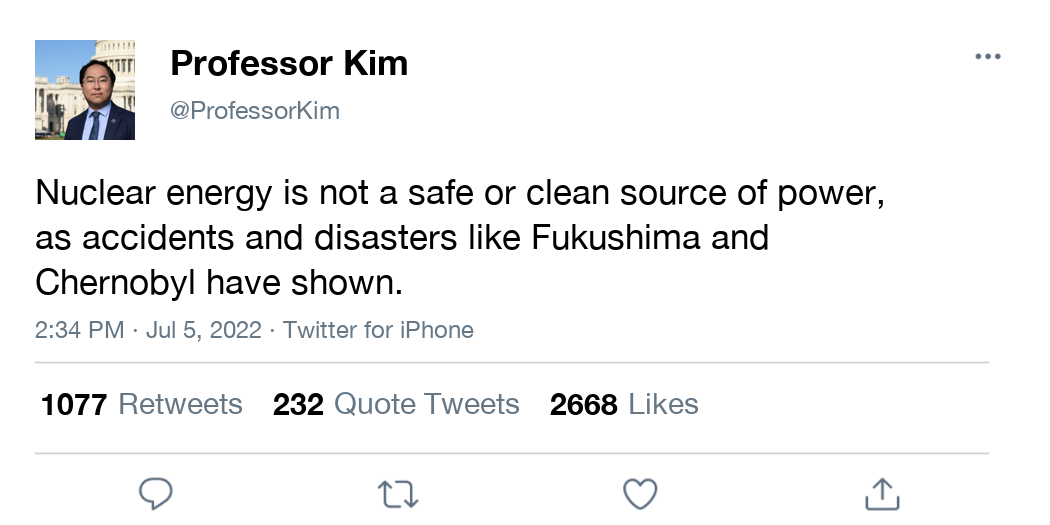 Professor Kim
@ProfessorKim
Nuclear energy is not a safe or clean source of power,
as accidents and disasters like Fukushima and
Chernobyl have shown.
2:34 PM · Jul 5, 2022 · Twitter for iPhone
1077 Retweets 232 Quote Tweets 2668 Likes